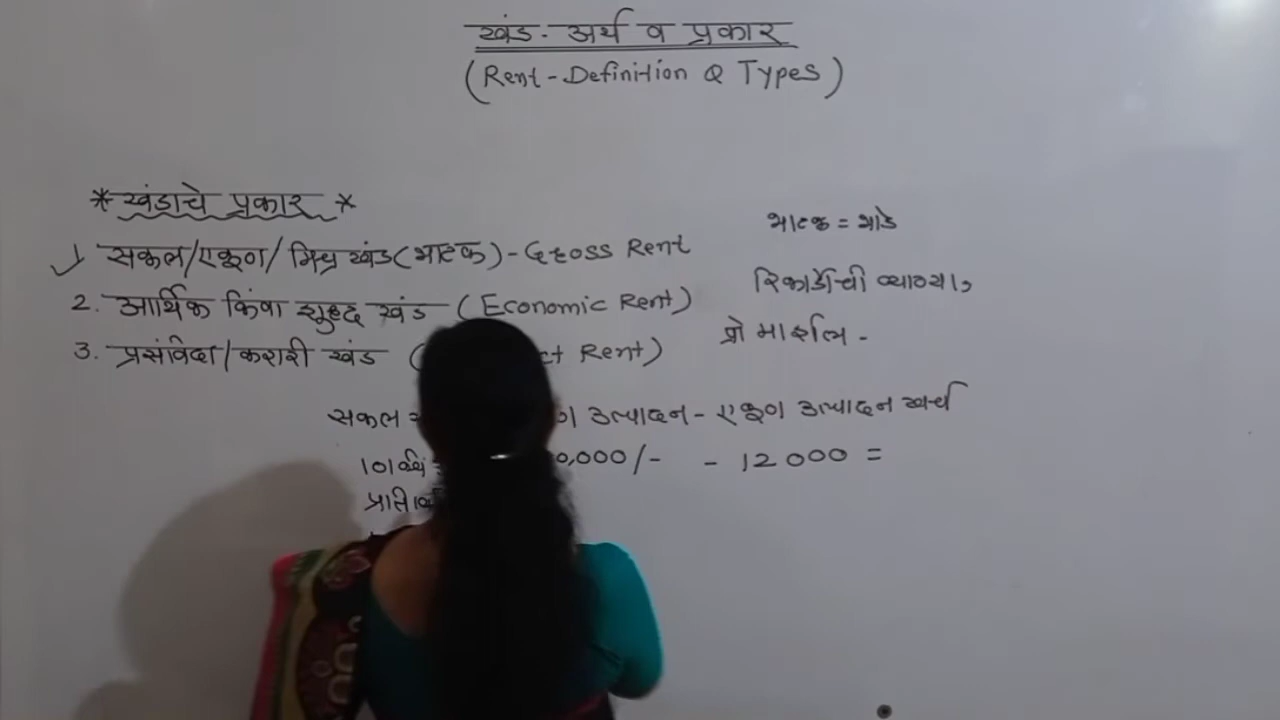 खंड - अर्थ व प्रकार
(Rent - Definition & Types)
* खंडाचे प्रकार *
सकल/एकूण/मिश्र खंड (भाटक) - Gross Rent
भाटक = भाडे
2. आर्थिक किंवा शुद्ध खंड (Economic Rent)
रिकार्डोची व्याख्या,
3. प्रसंविदा/करारी खंड ( ct Rent)
प्रो मार्शल -
सकल उत्पादन - एकूण उत्पादन खर्च
0,000/- - 12000 =